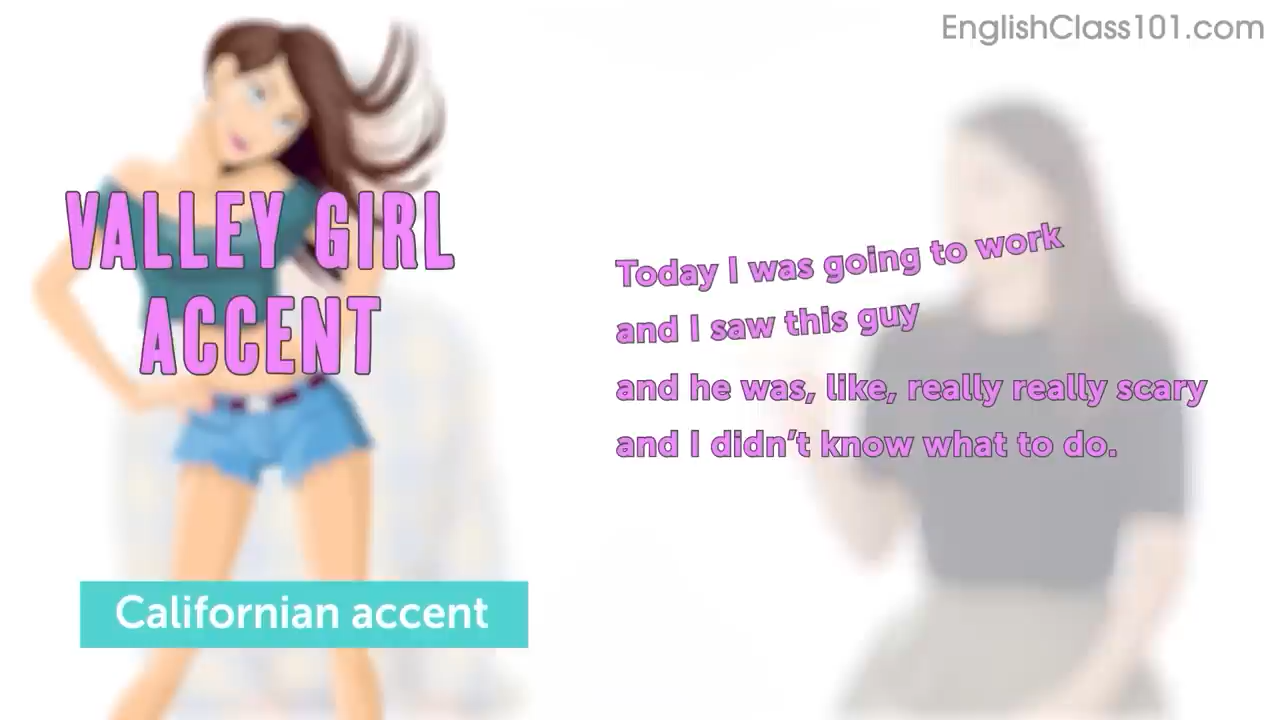 EnglishClass101.com
VALLEY GIRL
ACCENT
Today I was going to work
and I saw this guy
and he was, like, really really scary
and I didn't know what to do.
Californian accent